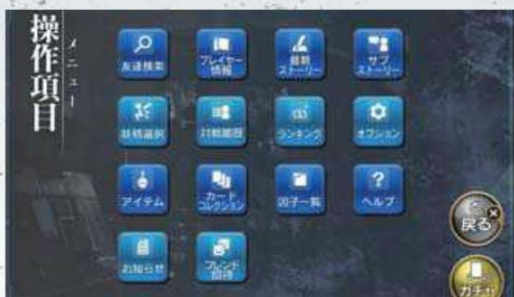 操作項目
メニュー
友達検索
プレイヤー
情報
最新
ストーリー
サブ
ストーリー
対戦履歴
ランキング
オプション
アイテム
カード
コレクション
因子一覧
ヘルプ
お知らせ
フレンド
招待
戻る
ガチャ